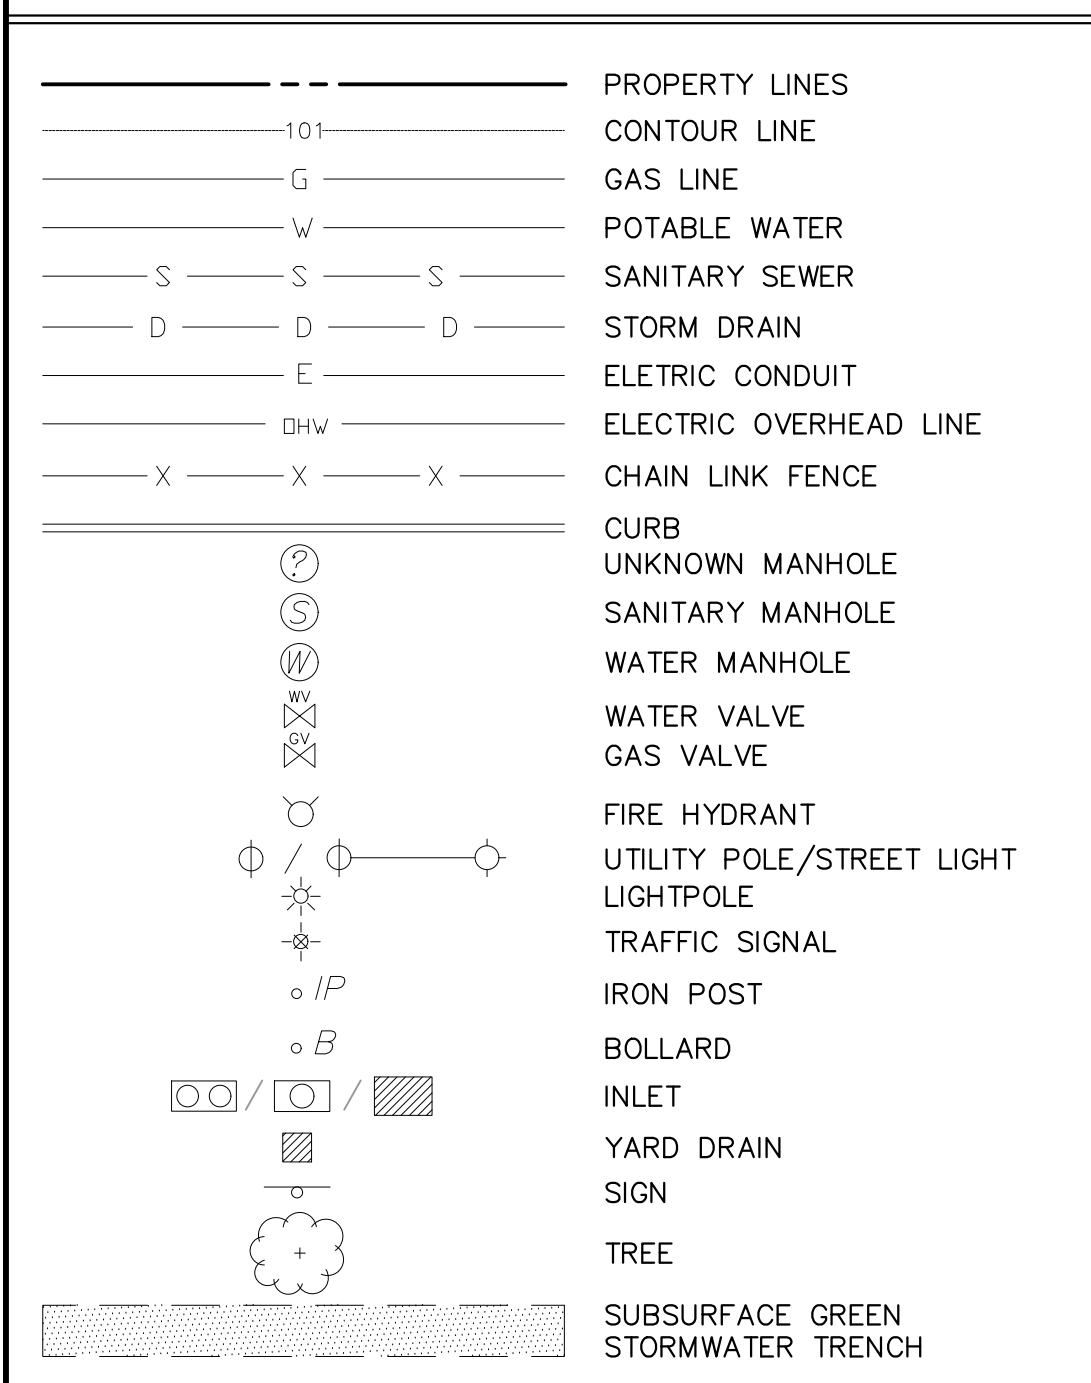 PROPERTY LINES
101 CONTOUR LINE
G GAS LINE
W POTABLE WATER
S S S SANITARY SEWER
D D D STORM DRAIN
E ELETRIC CONDUIT
□HW ELECTRIC OVERHEAD LINE
X X X CHAIN LINK FENCE
CURB
? UNKNOWN MANHOLE
S SANITARY MANHOLE
W WATER MANHOLE
WV
WATER VALVE
GV
GAS VALVE
FIRE HYDRANT
/ UTILITY POLE/STREET LIGHT
LIGHTPOLE
TRAFFIC SIGNAL
IP IRON POST
B BOLLARD
/ / INLET
YARD DRAIN
SIGN
TREE
SUBSURFACE GREEN
STORMWATER TRENCH